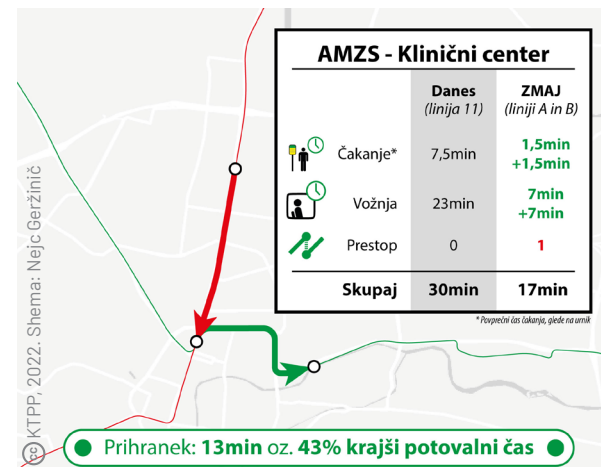 AMZS - Klinični center
Danes
(linija 11)
ZMAJ
(liniji A in B)
Čakanje*
7,5min
1,5min
+1,5min
Vožnja
23min
7min
+7min
Prestop
0
1
Skupaj
30min
17min
* Povprečni čas čakanja, glede na urnik
cc KTPP, 2022. Shema: Nejc Geržinič
Prihranek: 13min oz. 43% krajši potovalni čas